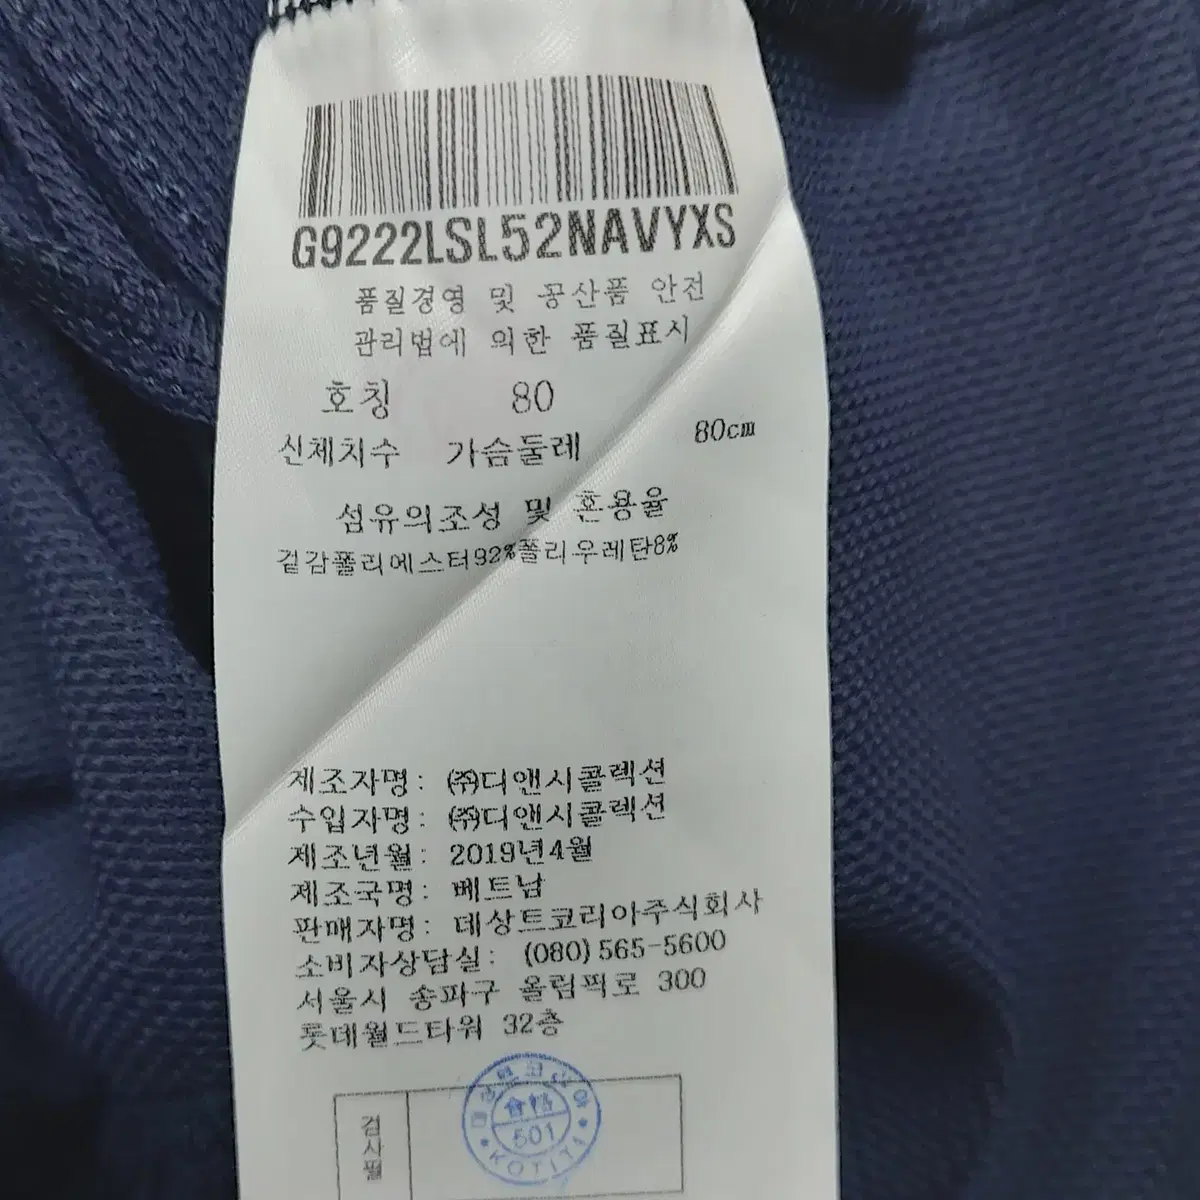 G9222LSL52NAVYXS
품질경영 및 공산품 안전
관리법에 의한 품질표시
호칭 80
신체치수 가슴둘레 80cm
섬유의조성 및 혼용율
겉감폴리에스터92%폴리우레탄8%
제조자명: ㈜디앤시콜렉션
수입자명: ㈜디앤시콜렉션
제조년월: 2019년4월
제조국명: 베트남
판매자명: 데상트코리아주식회사
소비자상담실: (080)565-5600
서울시 송파구 올림픽로 300
롯데월드타워 32층
검사필
501
KOTITI